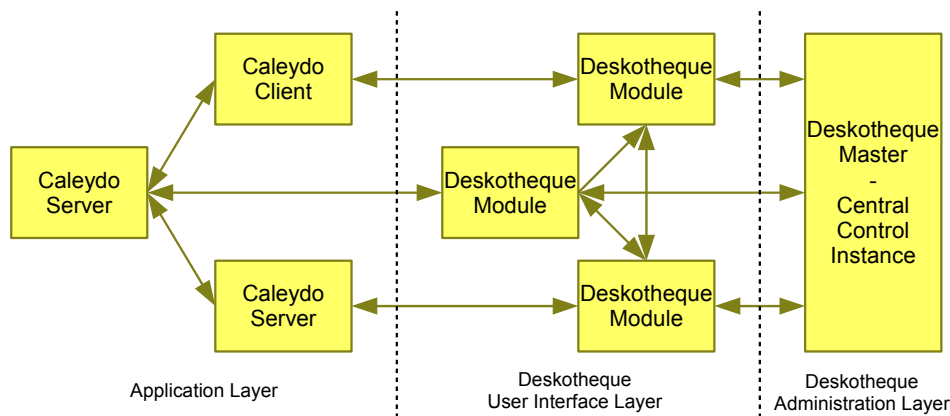 Caleydo
Client
Deskotheque
Module
Caleydo
Server
Deskotheque
Module
Deskotheque
Master
-
Central
Control
Instance
Caleydo
Server
Deskotheque
Module
Application Layer
Deskotheque
User Interface Layer
Deskotheque
Administration Layer